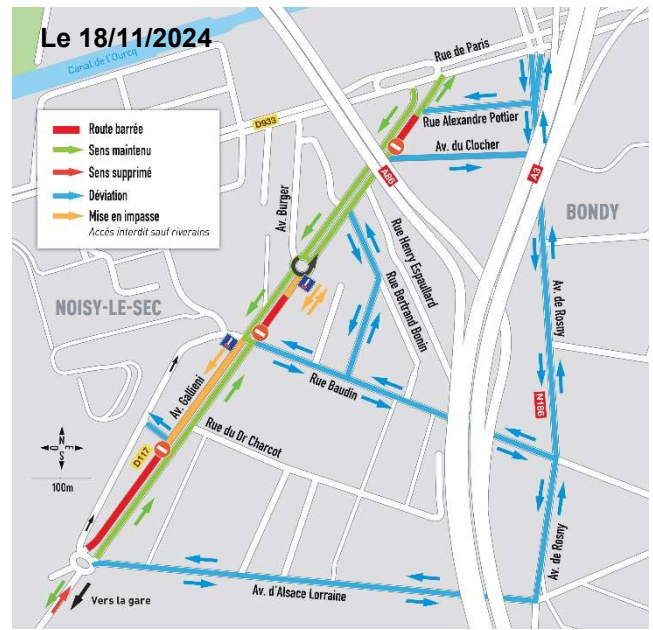 Le 18/11/2024
Canal de l'Ourcq
Rue de Paris
D933
Route barrée
Sens maintenu
Sens supprimé
Déviation
Mise en impasse
Accès interdit sauf riverains
Rue Alexandre Pottier
Av. du Clocher
A86
A3
BONDY
Av. Burger
Rue Henry Espaullard
Rue Bertrand Bonin
NOISY-LE-SEC
Av. de Rosny
Av. Gallieni
Rue Baudin
N186
Rue du Dr Charcot
D117
N
O E
S
100m
Av. de Rosny
Av. d'Alsace Lorraine
Vers la gare